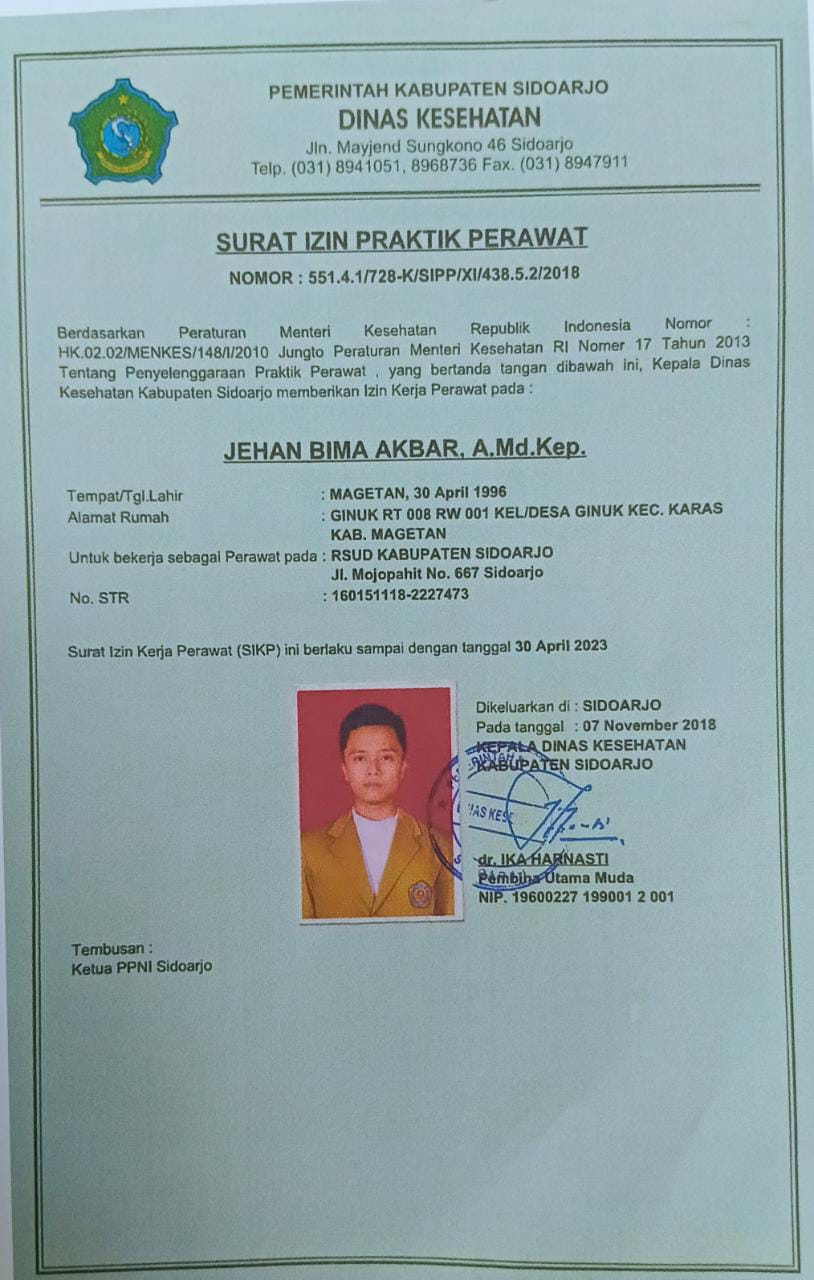 PEMERINTAH KABUPATEN SIDOARJO
DINAS KESEHATAN
Jln. Mayjend Sungkono 46 Sidoarjo
Telp. (031) 8941051, 8968736 Fax. (031) 8947911
SURAT IZIN PRAKTIK PERAWAT
NOMOR : 551.4.1/728-K/SIPP/XI/438.5.2/2018
Berdasarkan Peraturan Menteri Kesehatan Republik Indonesia Nomor :
HK.02.02/MENKES/148/I/2010 Jungto Peraturan Menteri Kesehatan RI Nomer 17 Tahun 2013
Tentang Penyelenggaraan Praktik Perawat , yang bertanda tangan dibawah ini, Kepala Dinas
Kesehatan Kabupaten Sidoarjo memberikan Izin Kerja Perawat pada :
JEHAN BIMA AKBAR, A.Md.Kep.
Tempat/Tgl.Lahir : MAGETAN, 30 April 1996
Alamat Rumah : GINUK RT 008 RW 001 KEL/DESA GINUK KEC. KARAS
KAB. MAGETAN
Untuk bekerja sebagai Perawat pada : RSUD KABUPATEN SIDOARJO
Jl. Mojopahit No. 667 Sidoarjo
No. STR : 160151118-2227473
Surat Izin Kerja Perawat (SIKP) ini berlaku sampai dengan tanggal 30 April 2023
Dikeluarkan di : SIDOARJO
Pada tanggal : 07 November 2018
KEPALA DINAS KESEHATAN
KABUPATEN SIDOARJO
dr. IKA HARNASTI
Pembina Utama Muda
NIP. 19600227 199001 2 001
Tembusan :
Ketua PPNI Sidoarjo